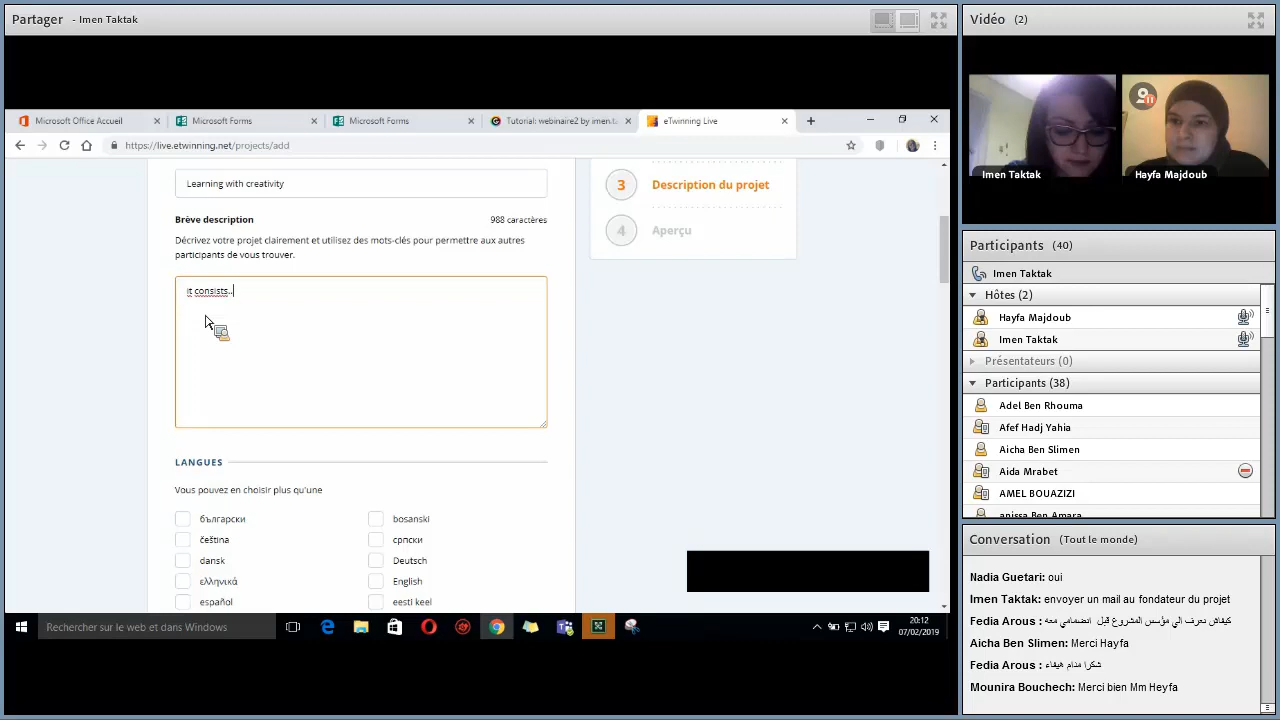 Partager - Imen Taktak
Microsoft Office Accueil
Microsoft Forms
Microsoft Forms
Tutorial: webinaire2 by imen.t
eTwinning Live
https://live.etwinning.net/projects/add
Learning with creativity
Brève description
988 caractères
Décrivez votre projet clairement et utilisez des mots-clés pour permettre aux autres
participants de vous trouver.
it consists..
LANGUES
Vous pouvez en choisir plus qu'une
български
bosanski
čeština
српски
dansk
Deutsch
ελληνικά
English
español
eesti keel
3 Description du projet
4 Aperçu
Rechercher sur le web et dans Windows
20:12
07/02/2019
Vidéo (2)
Imen Taktak
Hayfa Majdoub
Participants (40)
Imen Taktak
Hôtes (2)
Hayfa Majdoub
Imen Taktak
Présentateurs (0)
Participants (38)
Adel Ben Rhouma
Afef Hadj Yahia
Aicha Ben Slimen
Aida Mrabet
AMEL BOUAZIZI
anissa Ben Amara
Conversation (Tout le monde)
Nadia Guetari: oui
Imen Taktak: envoyer un mail au fondateur du projet
Fedia Arous : كيفاش نعرف الي مؤسس المشروع قبل انضمامي معه
Aicha Ben Slimen: Merci Hayfa
Fedia Arous : شكرا مدام هيفاء
Mounira Bouchech: Merci bien Mm Heyfa